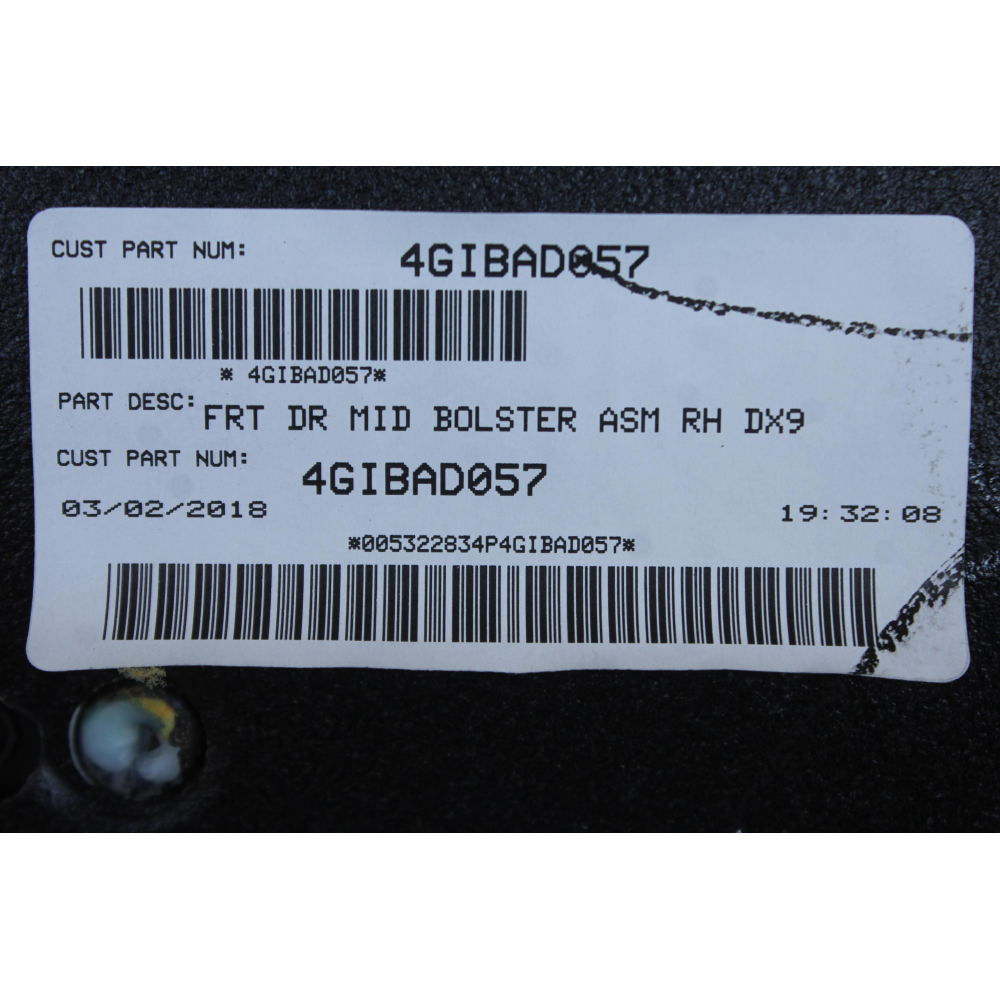 CUST PART NUM: 4GIBAD057
* 4GIBAD057*
PART DESC: FRT DR MID BOLSTER ASM RH DX9
CUST PART NUM: 4GIBAD057
03/02/2018 19:32:08
*005322834P4GIBAD057*